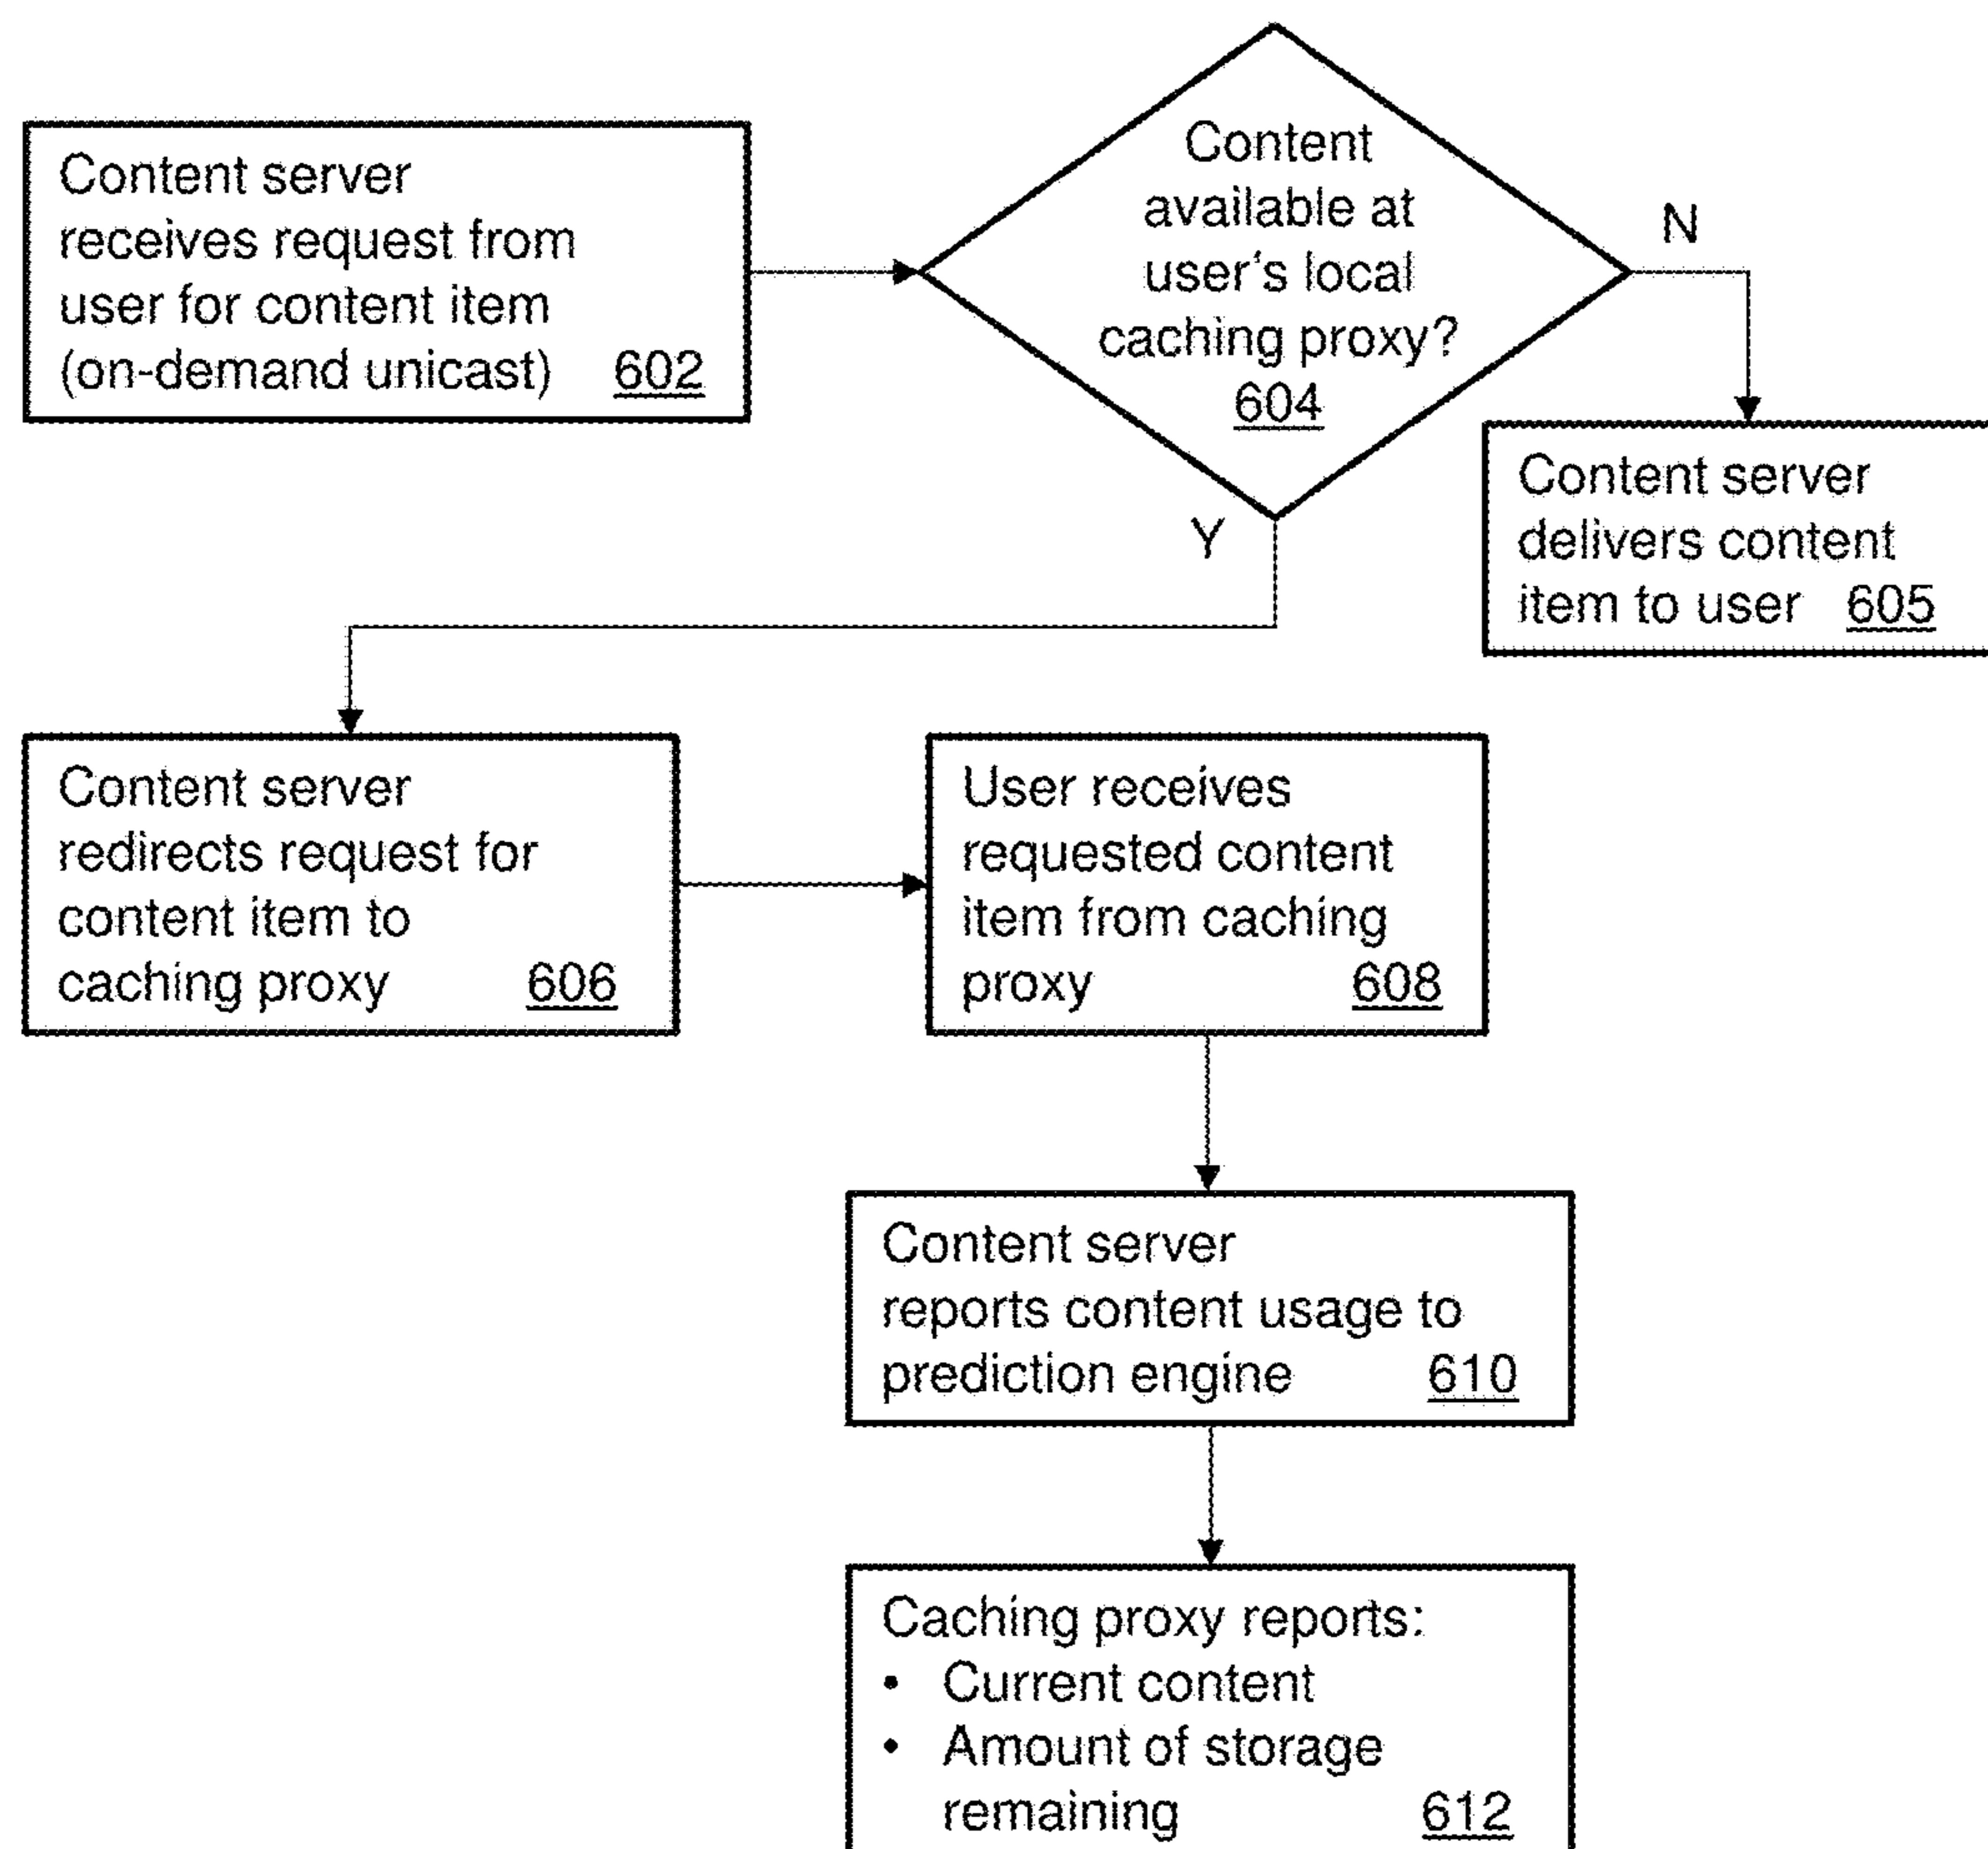 Content server
receives request from
user for content item
(on-demand unicast) 602
Content
available at
user's local
caching proxy?
604
N
Content server
delivers content
item to user 605
Y
Content server
redirects request for
content item to
caching proxy 606
User receives
requested content
item from caching
proxy 608
Content server
reports content usage to
prediction engine 610
Caching proxy reports:
• Current content
• Amount of storage
remaining 612